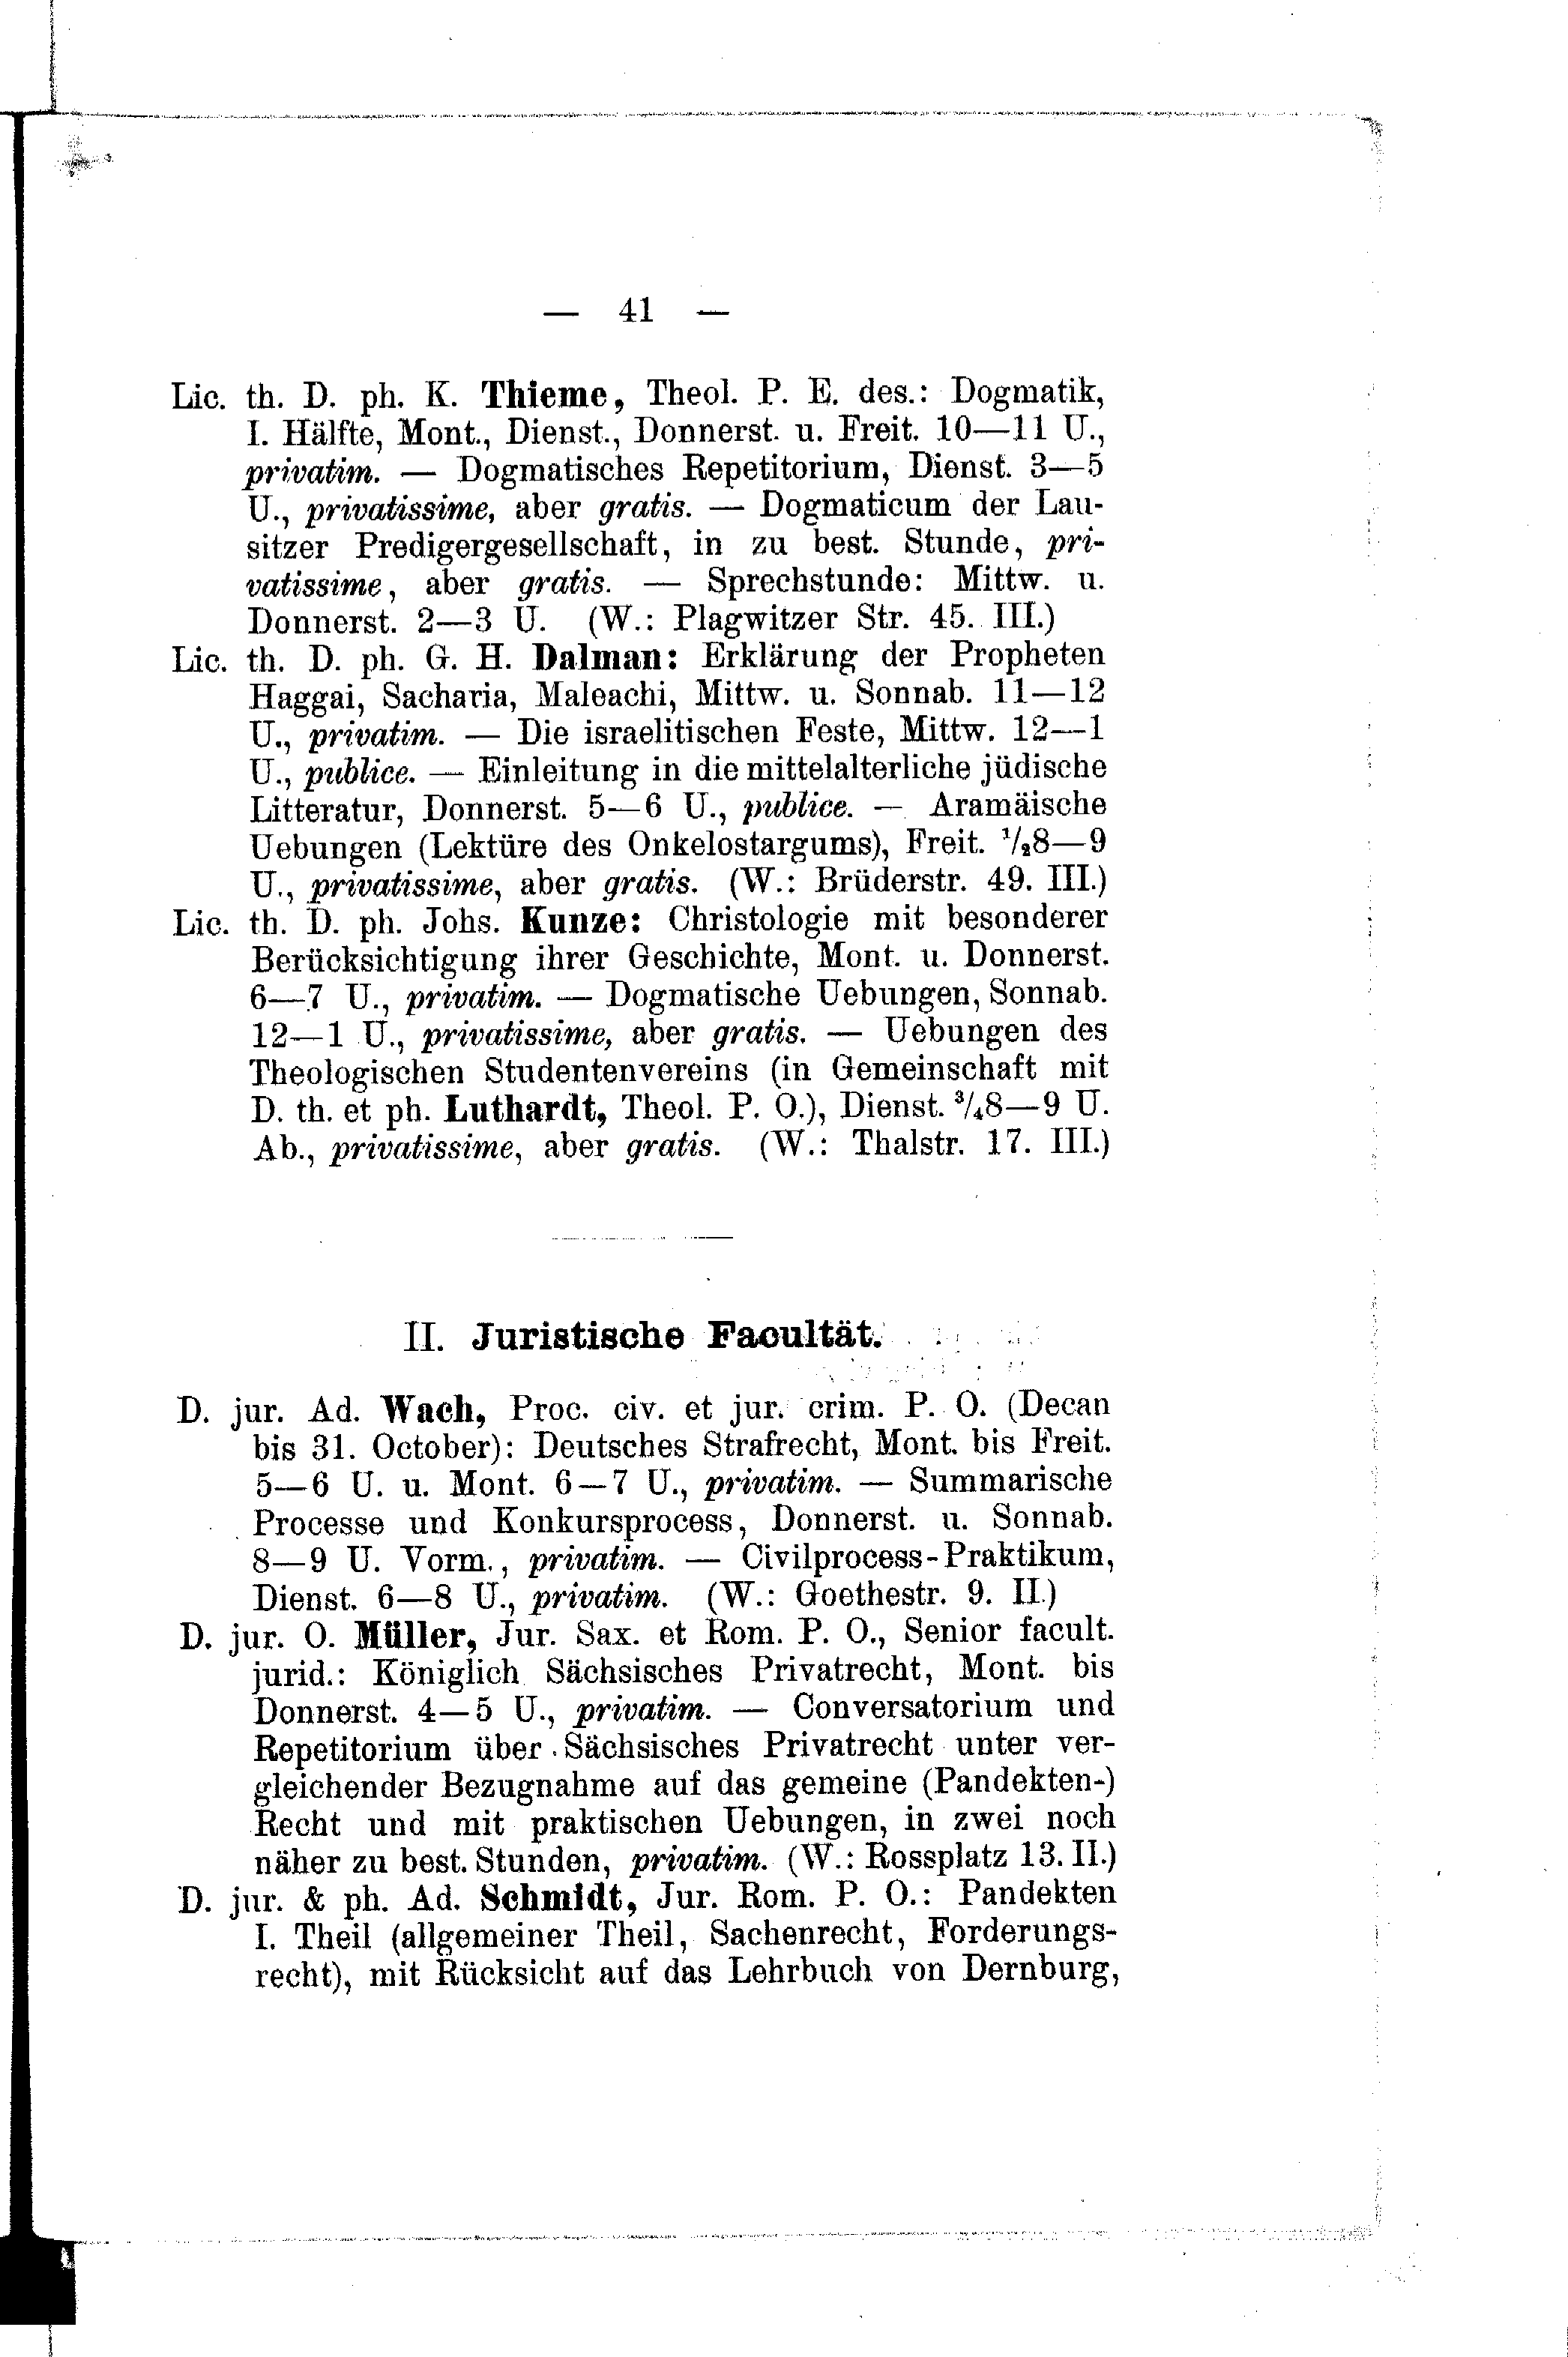 — 41 —
Lic. th. D. ph. K. Thieme, Theol. P. E. des.: Dogmatik,
I. Hälfte, Mont., Dienst., Donnerst. u. Freit. 10—11 U.,
privatim. — Dogmatisches Repetitorium, Dienst. 3—5
U., privatissime, aber gratis. — Dogmaticum der Lau-
sitzer Predigergesellschaft, in zu best. Stunde, pri-
vatissime, aber gratis. — Sprechstunde: Mittw. u.
Donnerst. 2—3 U. (W.: Plagwitzer Str. 45. III.)
Lic. th. D. ph. G. H. Dalman: Erklärung der Propheten
Haggai, Sacharia, Maleachi, Mittw. u. Sonnab. 11—12
U., privatim. — Die israelitischen Feste, Mittw. 12—1
U., publice. — Einleitung in die mittelalterliche jüdische
Litteratur, Donnerst. 5—6 U., publice. — Aramäische
Uebungen (Lektüre des Onkelostargums), Freit. ½8—9
U., privatissime, aber gratis. (W.: Brüderstr. 49. III.)
Lic. th. D. ph. Johs. Kunze: Christologie mit besonderer
Berücksichtigung ihrer Geschichte, Mont. u. Donnerst.
6—7 U., privatim. — Dogmatische Uebungen, Sonnab.
12—1 U., privatissime, aber gratis. — Uebungen des
Theologischen Studentenvereins (in Gemeinschaft mit
D. th. et ph. Luthardt, Theol. P. O.), Dienst. ¾8—9 U.
Ab., privatissime, aber gratis. (W.: Thalstr. 17. III.)
II. Juristische Facultät.
D. jur. Ad. Wach, Proc. civ. et jur. crim. P. O. (Decan
bis 31. October): Deutsches Strafrecht, Mont. bis Freit.
5—6 U. u. Mont. 6—7 U., privatim. — Summarische
Processe und Konkursprocess, Donnerst. u. Sonnab.
8—9 U. Vorm., privatim. — Civilprocess-Praktikum,
Dienst. 6—8 U., privatim. (W.: Goethestr. 9. II.)
D. jur. O. Müller, Jur. Sax. et Rom. P. O., Senior facult.
jurid.: Königlich Sächsisches Privatrecht, Mont. bis
Donnerst. 4—5 U., privatim. — Conversatorium und
Repetitorium über Sächsisches Privatrecht unter ver-
gleichender Bezugnahme auf das gemeine (Pandekten-)
Recht und mit praktischen Uebungen, in zwei noch
näher zu best. Stunden, privatim. (W.: Rossplatz 13. II.)
D. jur. & ph. Ad. Schmidt, Jur. Rom. P. O.: Pandekten
I. Theil (allgemeiner Theil, Sachenrecht, Forderungs-
recht), mit Rücksicht auf das Lehrbuch von Dernburg,